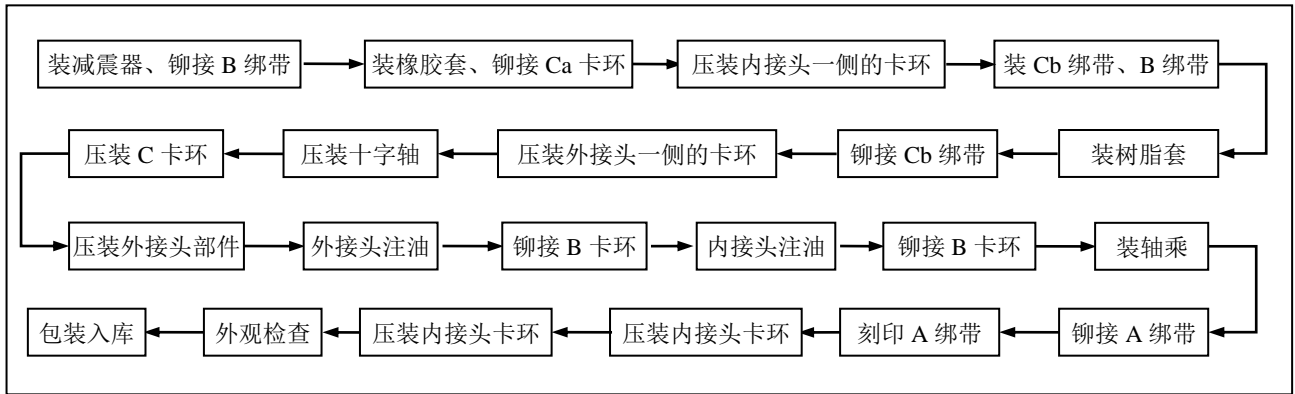 装减震器、铆接 B 绑带 装橡胶套、铆接 Ca 卡环 压装内接头一侧的卡环 装 Cb 绑带、B 绑带
压装 C 卡环 压装十字轴 压装外接头一侧的卡环 铆接 Cb 绑带 装树脂套
压装外接头部件 外接头注油 铆接 B 卡环 内接头注油 铆接 B 卡环 装轴乘
包装入库 外观检查 压装内接头卡环 压装内接头卡环 刻印 A 绑带 铆接 A 绑带